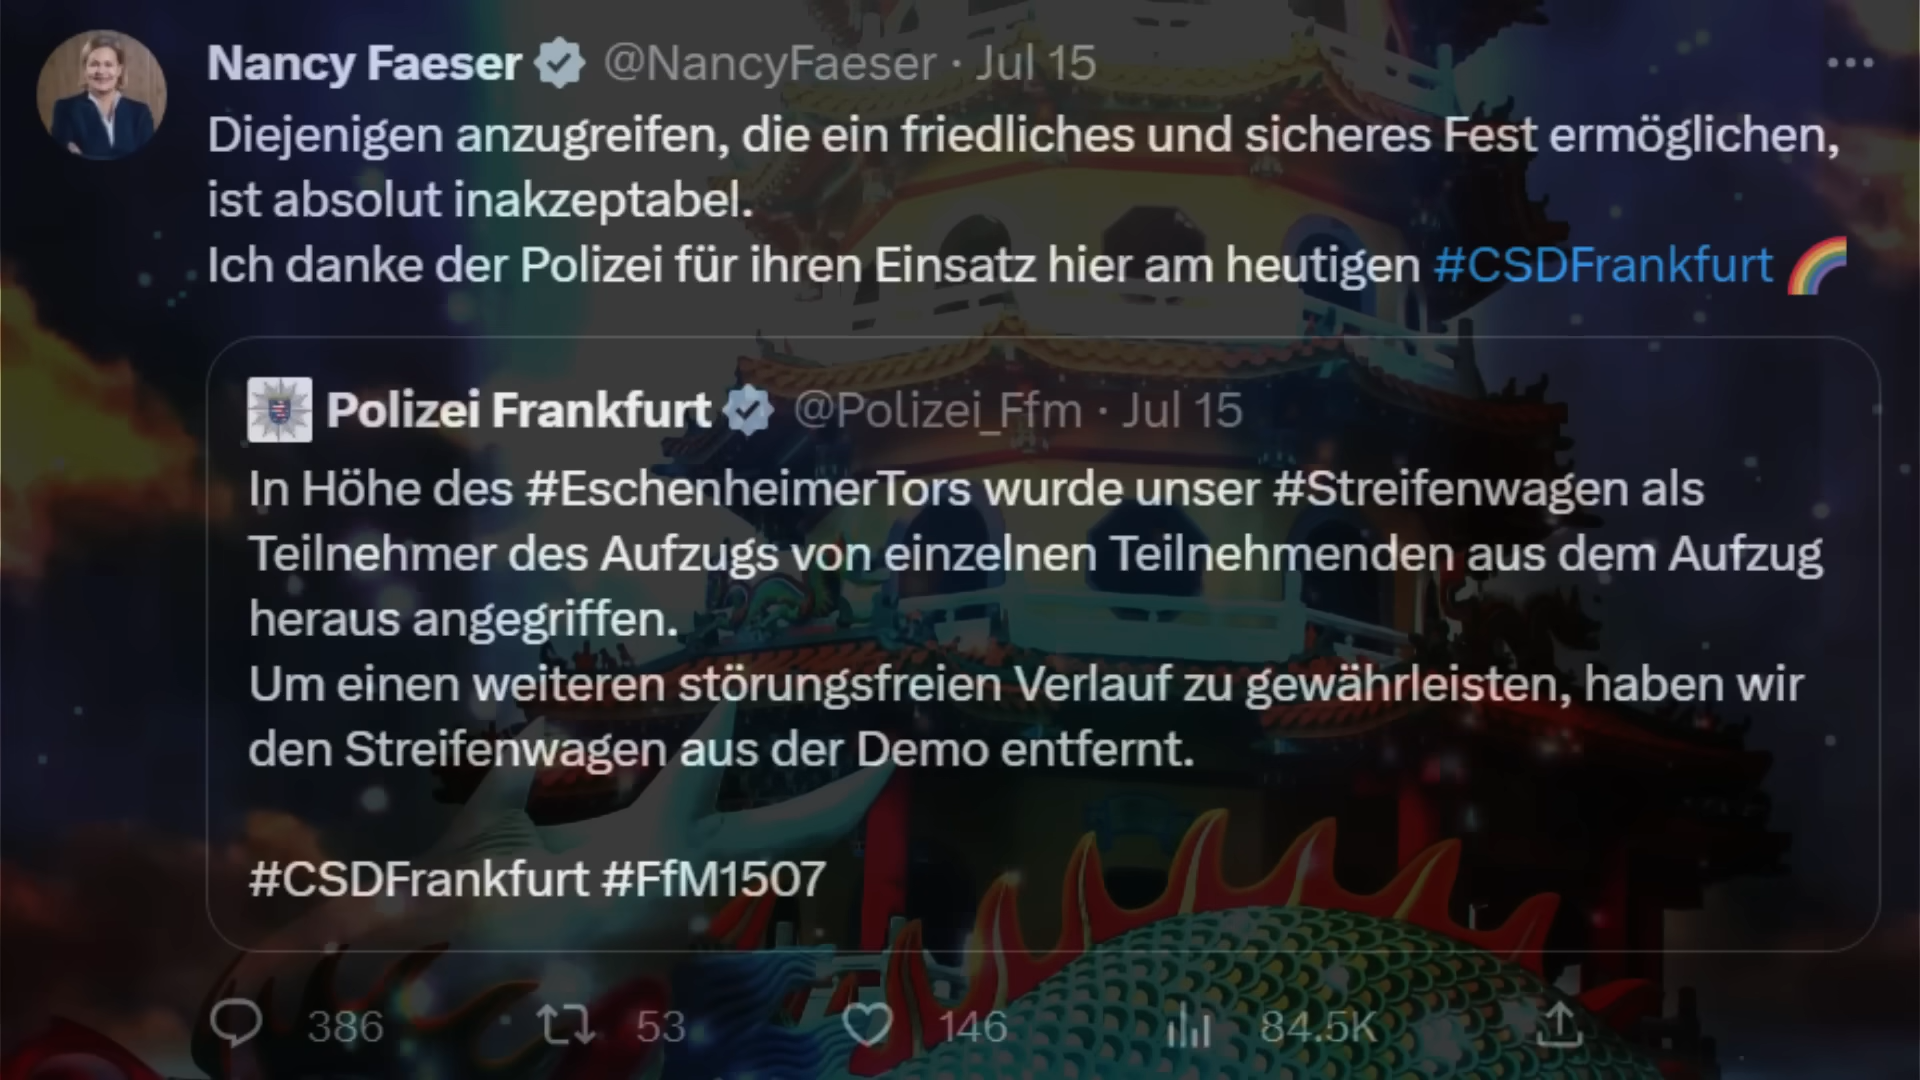 Nancy Faeser @NancyFaeser · Jul 15
Diejenigen anzugreifen, die ein friedliches und sicheres Fest ermöglichen,
ist absolut inakzeptabel.
Ich danke der Polizei für ihren Einsatz hier am heutigen #CSDFrankfurt 🌈
Polizei Frankfurt @Polizei_Ffm · Jul 15
In Höhe des #EschenheimerTors wurde unser #Streifenwagen als
Teilnehmer des Aufzugs von einzelnen Teilnehmenden aus dem Aufzug
heraus angegriffen.
Um einen weiteren störungsfreien Verlauf zu gewährleisten, haben wir
den Streifenwagen aus der Demo entfernt.
#CSDFrankfurt #FfM1507
386 53 146 84.5K